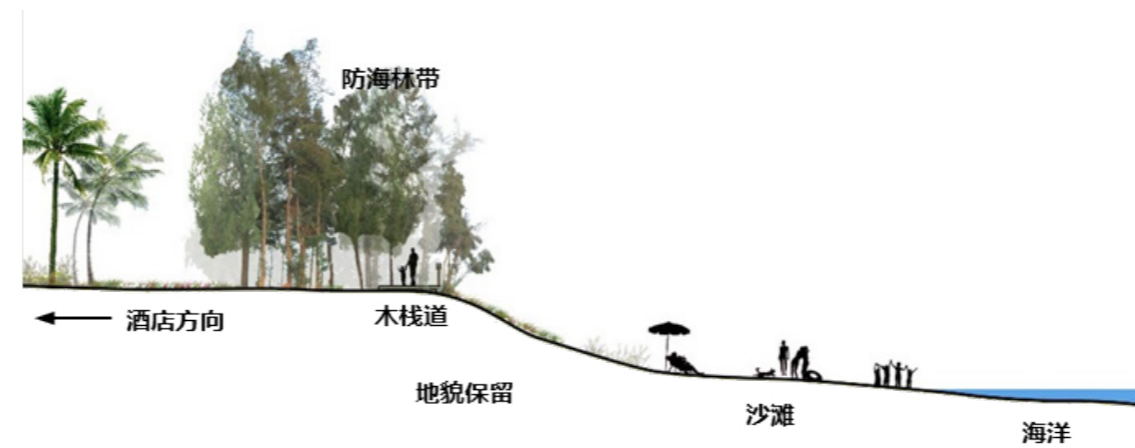 防海林带
酒店方向
木栈道
地貌保留
沙滩
海洋